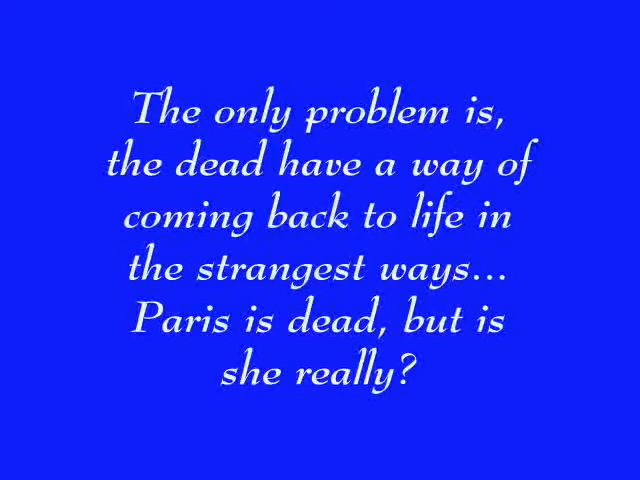 The only problem is,
the dead have a way of
coming back to life in
the strangest ways...
Paris is dead, but is
she really?